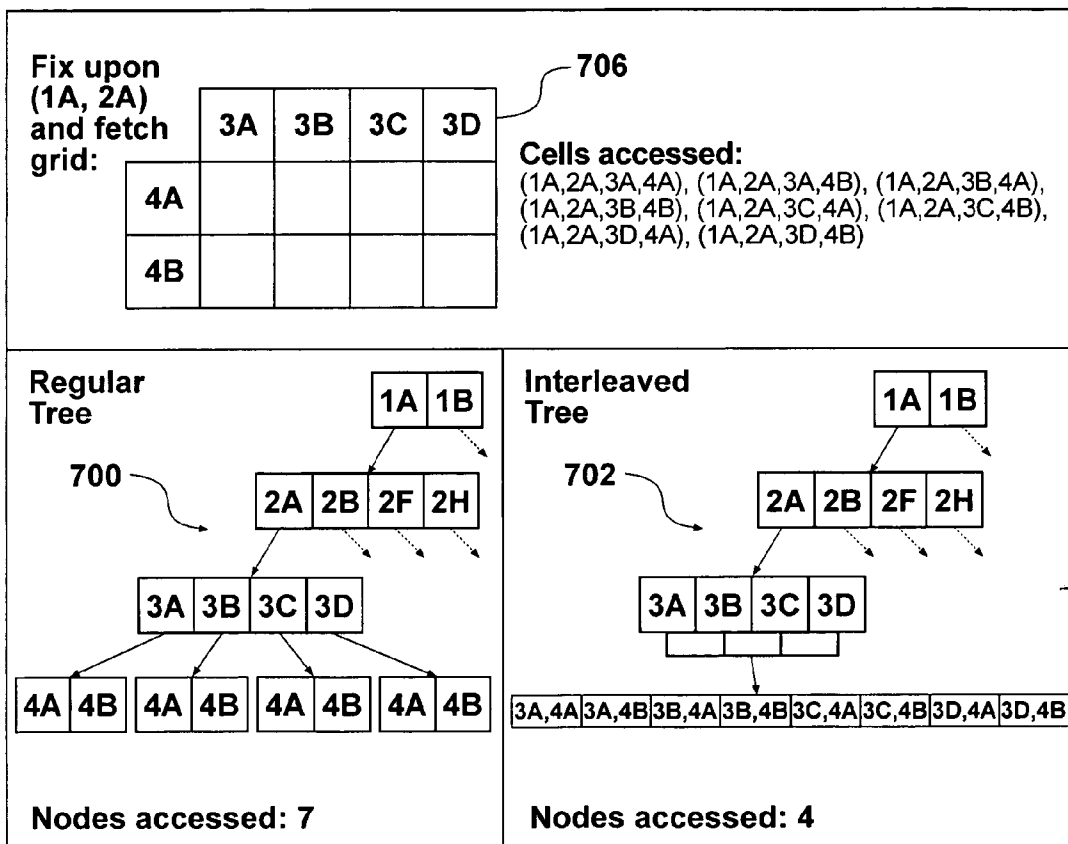 Fix upon
(1A, 2A)
and fetch
grid:
706
3A 3B 3C 3D
4A
4B
Cells accessed:
(1A,2A,3A,4A), (1A,2A,3A,4B), (1A,2A,3B,4A),
(1A,2A,3B,4B), (1A,2A,3C,4A), (1A,2A,3C,4B),
(1A,2A,3D,4A), (1A,2A,3D,4B)
Regular
Tree
1A 1B
700
2A 2B 2F 2H
3A 3B 3C 3D
4A 4B 4A 4B 4A 4B 4A 4B
Nodes accessed: 7
Interleaved
Tree
1A 1B
702
2A 2B 2F 2H
3A 3B 3C 3D
3A,4A 3A,4B 3B,4A 3B,4B 3C,4A 3C,4B 3D,4A 3D,4B
Nodes accessed: 4